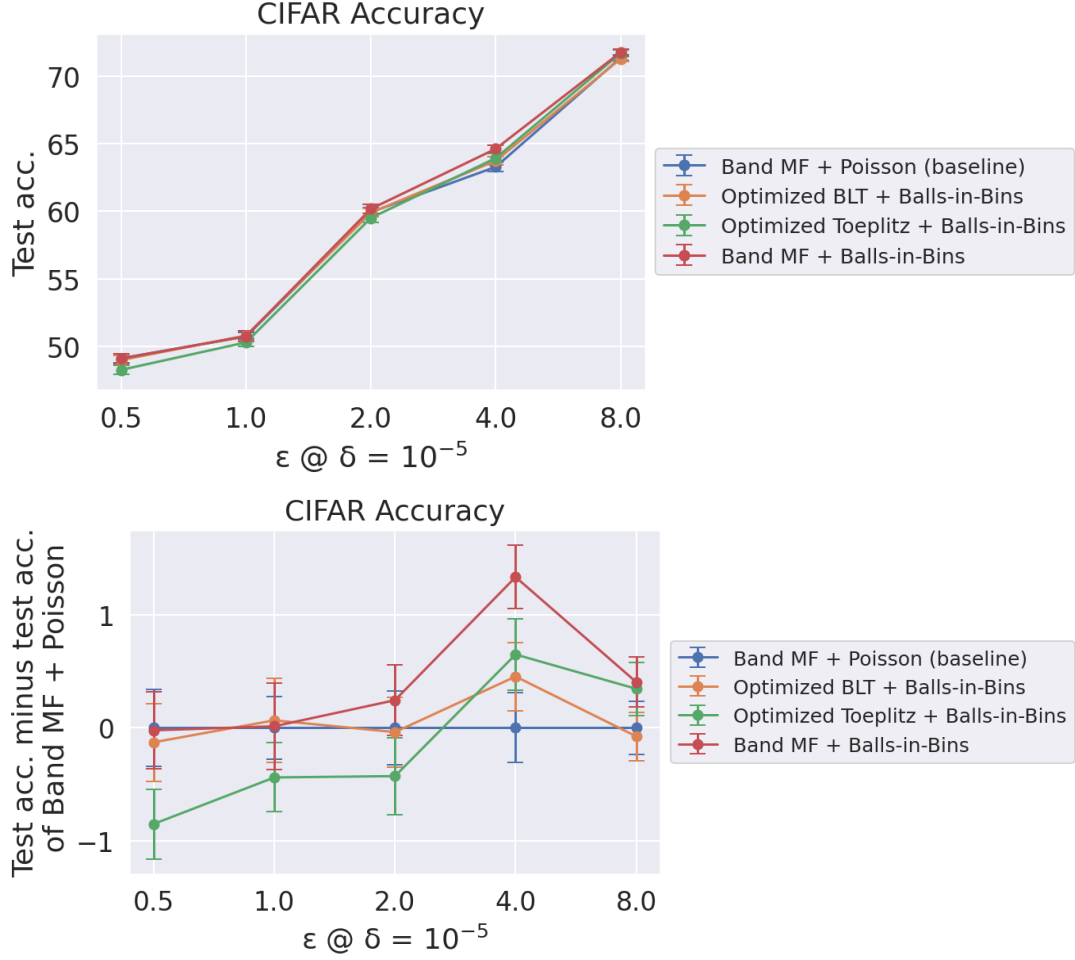 CIFAR Accuracy
Test acc.
70
65
60
55
50
0.5 1.0 2.0 4.0 8.0
ε @ δ = 10⁻⁵
Band MF + Poisson (baseline)
Optimized BLT + Balls-in-Bins
Optimized Toeplitz + Balls-in-Bins
Band MF + Balls-in-Bins
CIFAR Accuracy
Test acc. minus test acc.
of Band MF + Poisson
1
0
−1
0.5 1.0 2.0 4.0 8.0
ε @ δ = 10⁻⁵
Band MF + Poisson (baseline)
Optimized BLT + Balls-in-Bins
Optimized Toeplitz + Balls-in-Bins
Band MF + Balls-in-Bins